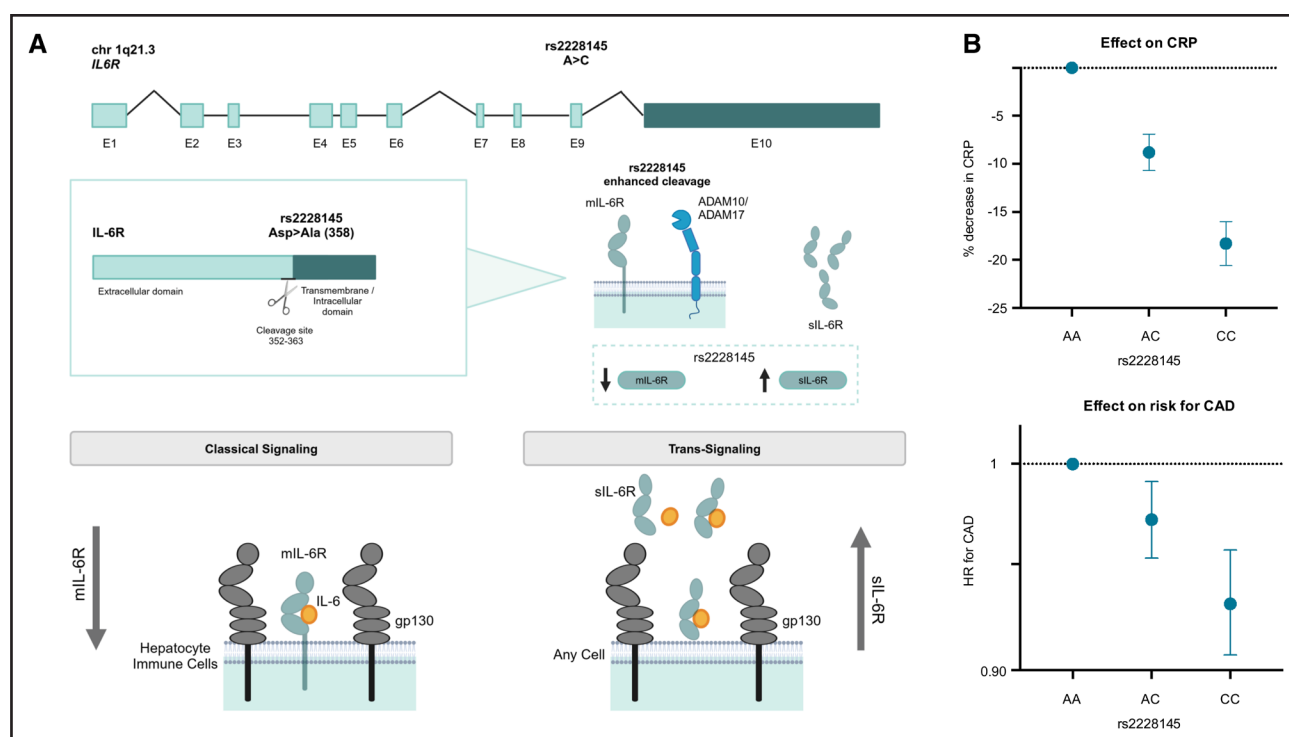 A
chr 1q21.3
IL6R
rs2228145
A>C
E1
E2
E3
E4
E5
E6
E7
E8
E9
E10
IL-6R
rs2228145
Asp>Ala (358)
Extracellular domain
Transmembrane /
Intracellular
domain
Cleavage site
352-363
rs2228145
enhanced cleavage
mIL-6R
ADAM10/
ADAM17
sIL-6R
rs2228145
mIL-6R
sIL-6R
Classical Signaling
mIL-6R
mIL-6R
IL-6
gp130
Hepatocyte
Immune Cells
Trans-Signaling
sIL-6R
gp130
Any Cell
sIL-6R
B
Effect on CRP
% decrease in CRP
-5
-10
-15
-20
-25
AA
AC
CC
rs2228145
Effect on risk for CAD
HR for CAD
1
0.90
AA
AC
CC
rs2228145